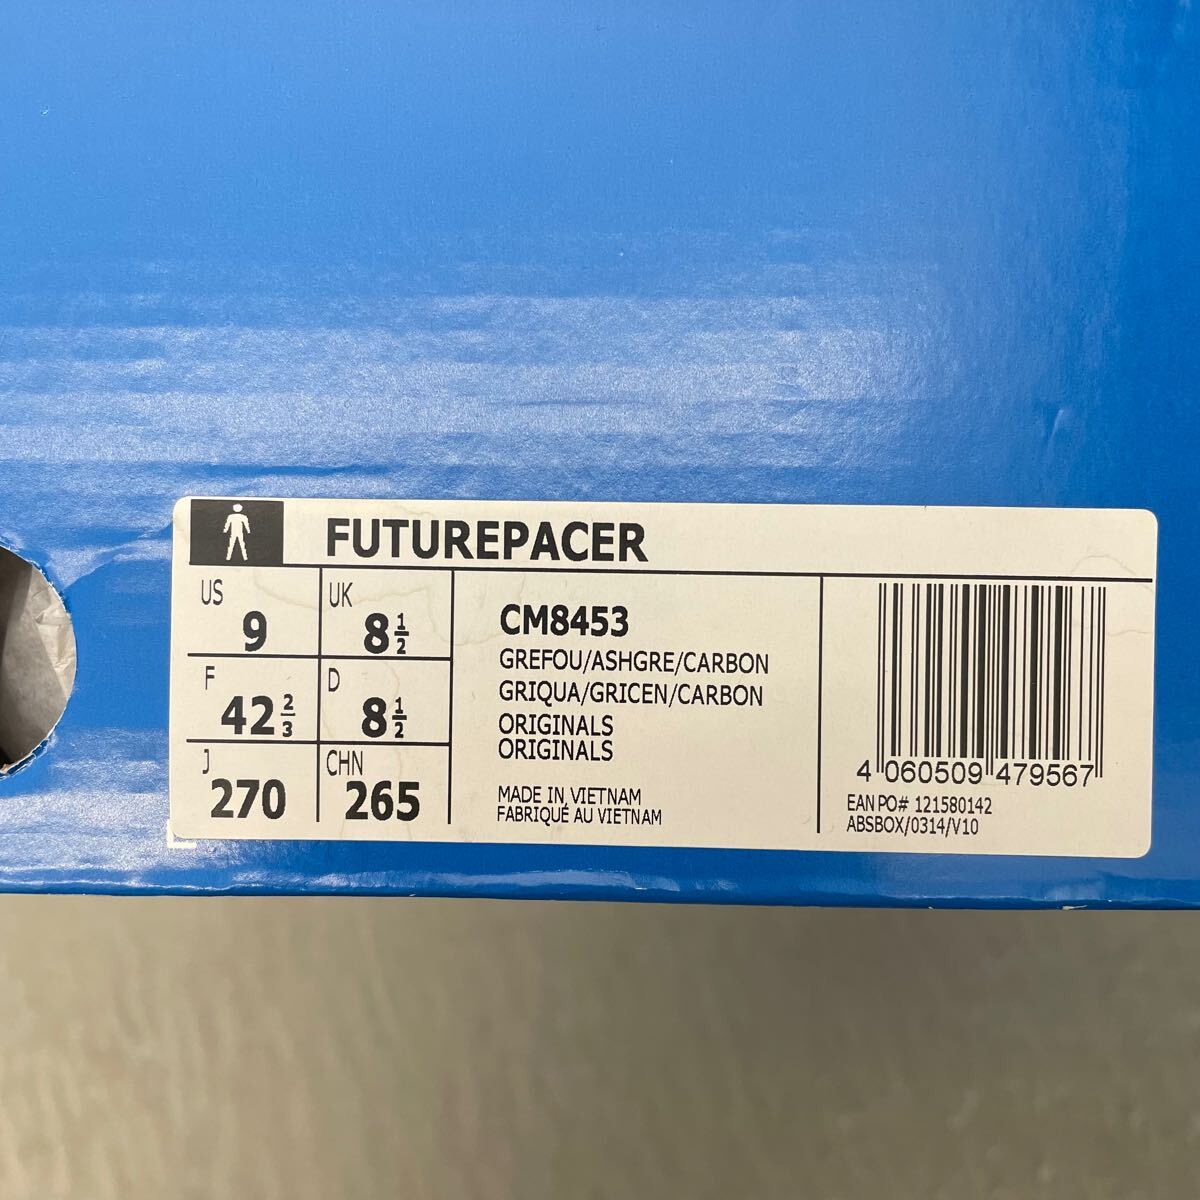 FUTUREPACER
US 9 UK 8 1/2
F 42 2/3 D 8 1/2
J 270 CHN 265
CM8453
GREFOU/ASHGRE/CARBON
GRIQUA/GRICEN/CARBON
ORIGINALS
ORIGINALS
MADE IN VIETNAM
FABRIQUÉ AU VIETNAM
4 060509 479567
EAN PO# 121580142
ABSBOX/0314/V10